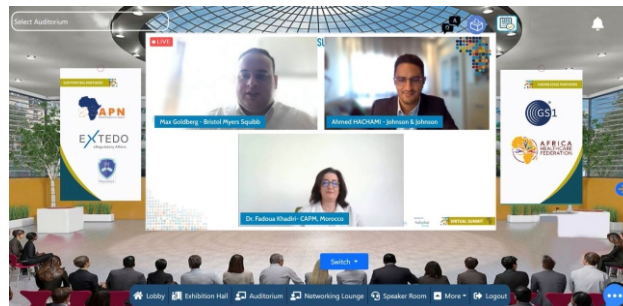 Select Auditorium
LIVE
Max Goldberg - Bristol Myers Squibb
Ahmed HACHAMI - Johnson & Johnson
APN
EXTEDO
GS1
AFRICA
HEALTHCARE
FEDERATION
Dr. Fadoua Khadiri- CAPM, Morocco
VIRTUAL SUMMIT
Switch
Lobby
Exhibition Hall
Auditorium
Networking Lounge
Speaker Room
More
Logout